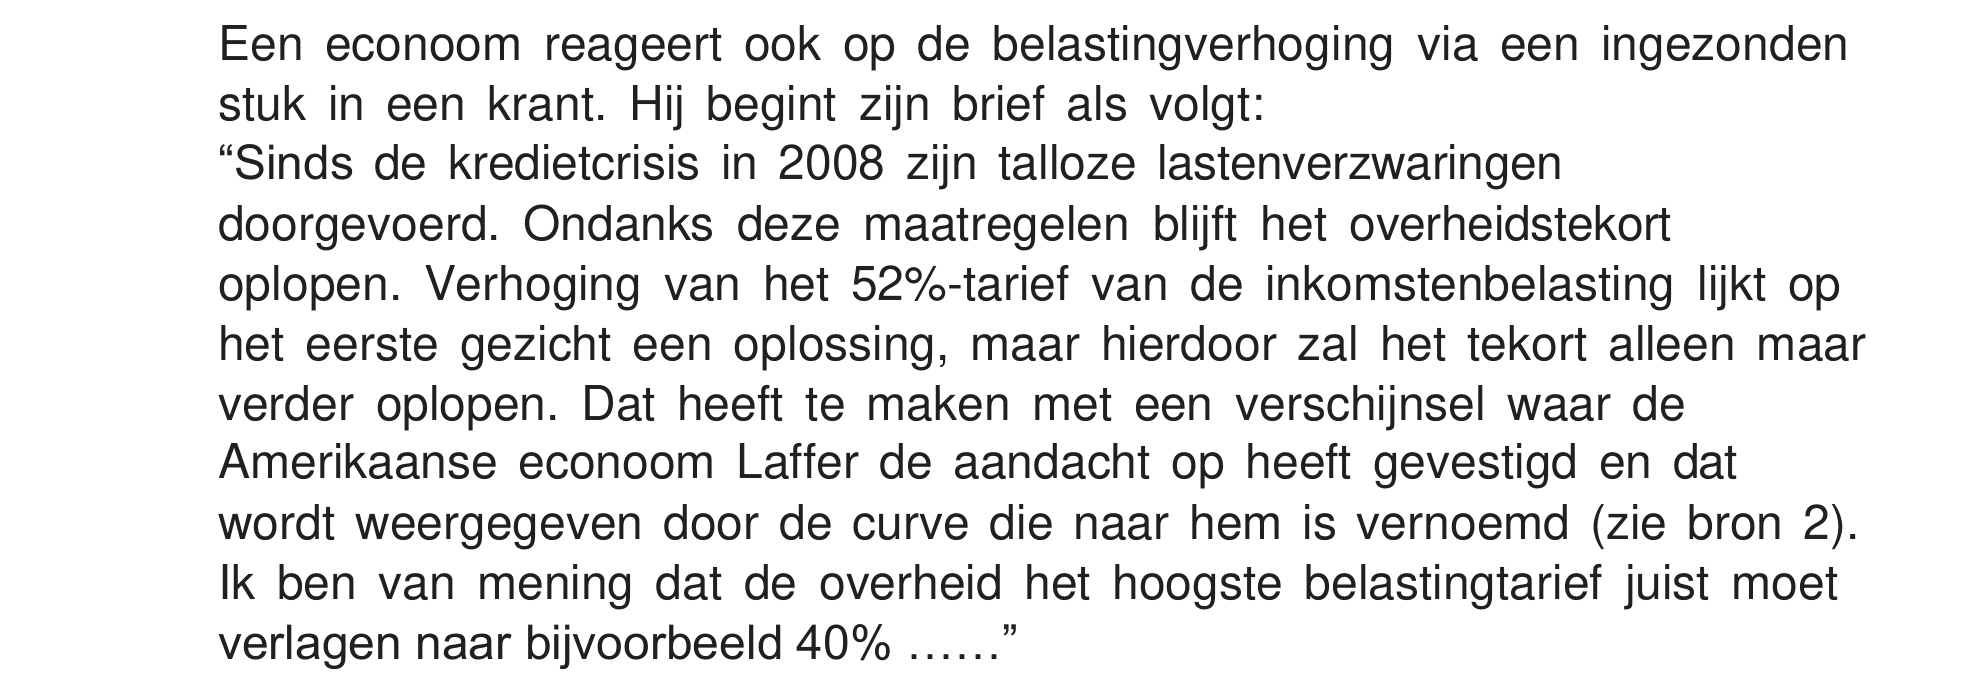 Een econoom reageert ook op de belastingverhoging via een ingezonden
stuk in een krant. Hij begint zijn brief als volgt:
“Sinds de kredietcrisis in 2008 zijn talloze lastenverzwaringen
doorgevoerd. Ondanks deze maatregelen blijft het overheidstekort
oplopen. Verhoging van het 52%-tarief van de inkomstenbelasting lijkt op
het eerste gezicht een oplossing, maar hierdoor zal het tekort alleen maar
verder oplopen. Dat heeft te maken met een verschijnsel waar de
Amerikaanse econoom Laffer de aandacht op heeft gevestigd en dat
wordt weergegeven door de curve die naar hem is vernoemd (zie bron 2).
Ik ben van mening dat de overheid het hoogste belastingtarief juist moet
verlagen naar bijvoorbeeld 40% ……”